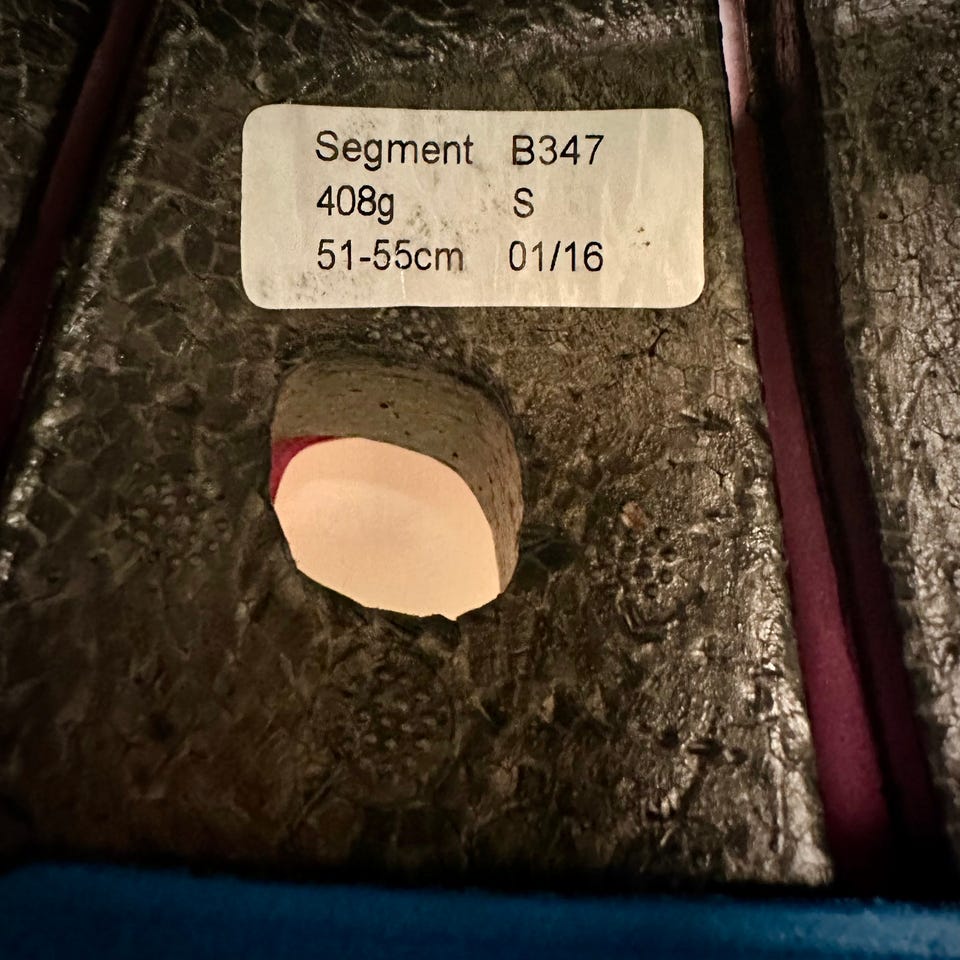 Segment B347
408g S
51-55cm 01/16